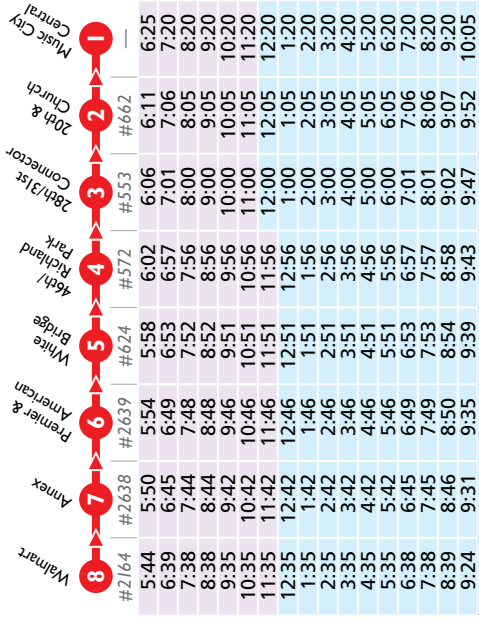 Walmart
Annex
Premier &
American
White
Bridge
46th/
Richland
Park
28th/31st
Connector
20th &
Church
Music City
Central
8 7 6 5 4 3 2 1
#2164 #2638 #2639 #624 #572 #553 #662 —
5:44 5:50 5:54 5:58 6:02 6:06 6:11 6:25
6:39 6:45 6:49 6:53 6:57 7:01 7:06 7:20
7:38 7:44 7:48 7:52 7:56 8:00 8:05 8:20
8:38 8:44 8:48 8:52 8:56 9:00 9:05 9:20
9:35 9:42 9:46 9:51 9:56 10:00 10:05 10:20
10:35 10:42 10:46 10:51 10:56 11:00 11:05 11:20
11:35 11:42 11:46 11:51 11:56 12:00 12:05 12:20
12:35 12:42 12:46 12:51 12:56 1:00 1:05 1:20
1:35 1:42 1:46 1:51 1:56 2:00 2:05 2:20
2:35 2:42 2:46 2:51 2:56 3:00 3:05 3:20
3:35 3:42 3:46 3:51 3:56 4:00 4:05 4:20
4:35 4:42 4:46 4:51 4:56 5:00 5:05 5:20
5:35 5:42 5:46 5:51 5:56 6:00 6:05 6:20
6:38 6:45 6:49 6:53 6:57 7:01 7:06 7:20
7:38 7:45 7:49 7:53 7:57 8:01 8:06 8:20
8:39 8:46 8:50 8:54 8:58 9:02 9:07 9:20
9:24 9:31 9:35 9:39 9:43 9:47 9:52 10:05